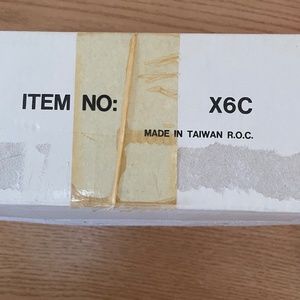 ITEM NO: X6C
MADE IN TAIWAN R.O.C.